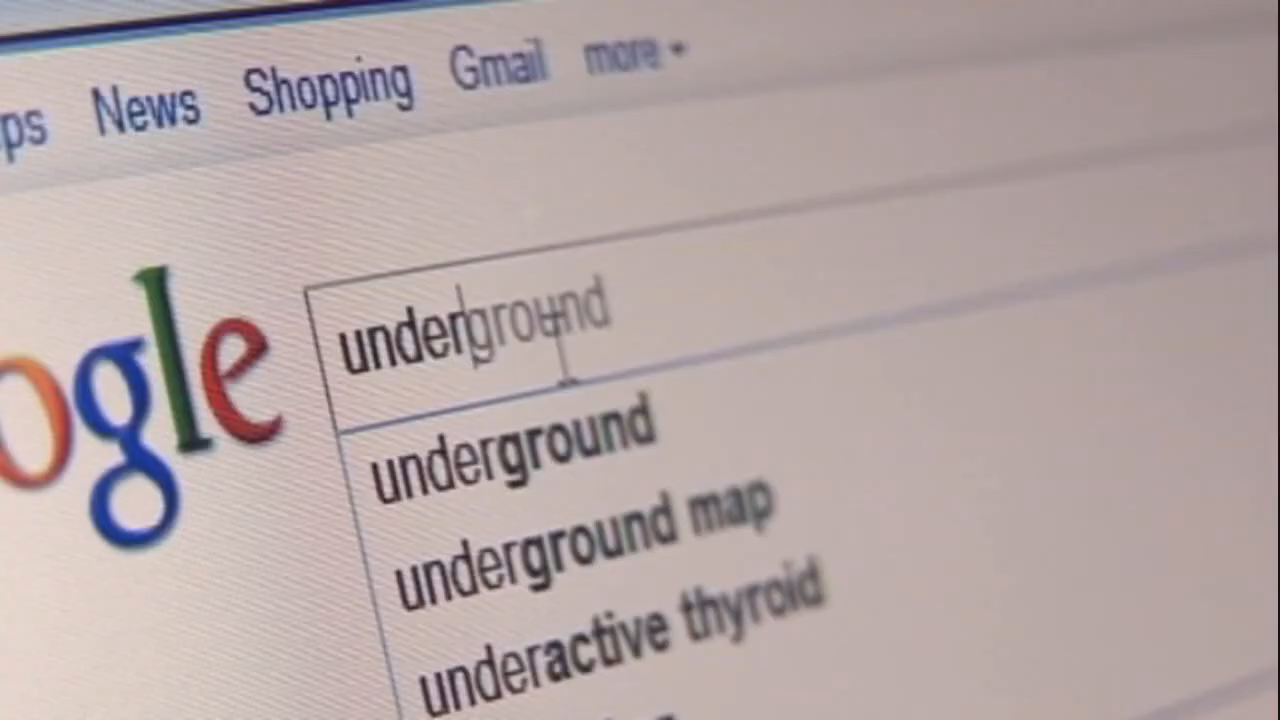 ps News Shopping Gmail more
ogle
underground
underground
underground map
underactive thyroid